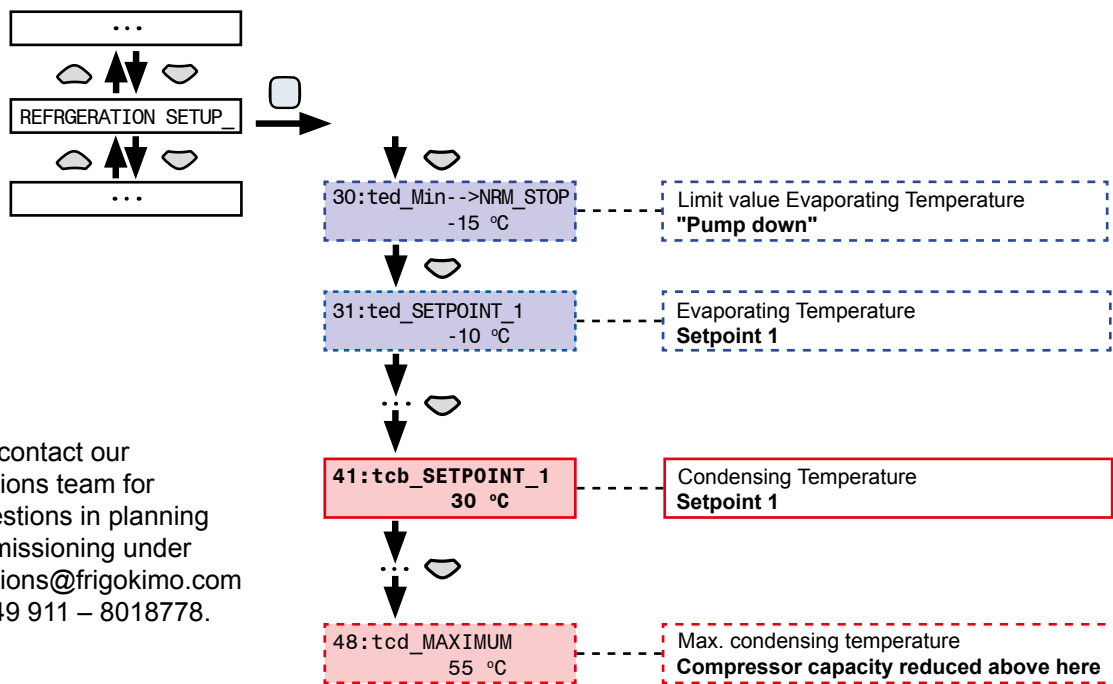 ...
REFRGERATION SETUP_
...
30:ted_Min-->NRM_STOP
-15 °C
Limit value Evaporating Temperature
"Pump down"
31:ted_SETPOINT_1
-10 °C
Evaporating Temperature
Setpoint 1
...
contact our
ions team for
estions in planning
missioning under
ions@frigokimo.com
49 911 – 8018778.
41:tcb_SETPOINT_1
30 °C
Condensing Temperature
Setpoint 1
...
48:tcd_MAXIMUM
55 °C
Max. condensing temperature
Compressor capacity reduced above here